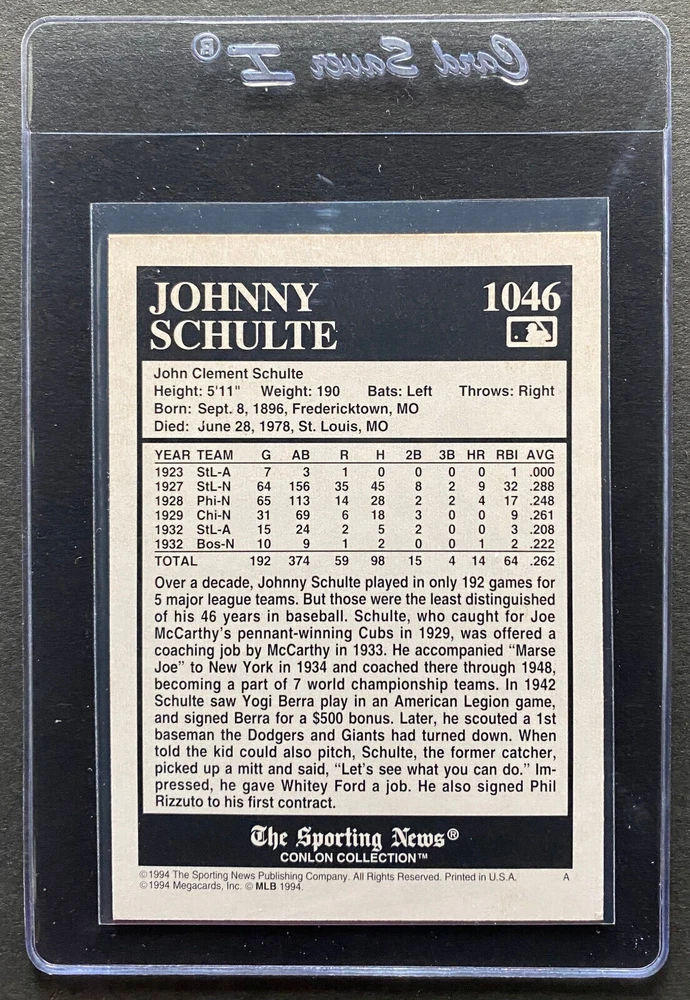 Card Saver I®
JOHNNY 1046
SCHULTE
John Clement Schulte
Height: 5'11" Weight: 190 Bats: Left Throws: Right
Born: Sept. 8, 1896, Fredericktown, MO
Died: June 28, 1978, St. Louis, MO
YEAR TEAM G AB R H 2B 3B HR RBI AVG
1923 StL-A 7 3 1 0 0 0 0 1 .000
1927 StL-N 64 156 35 45 8 2 9 32 .288
1928 Phi-N 65 113 14 28 2 2 4 17 .248
1929 Chi-N 31 69 6 18 3 0 0 9 .261
1932 StL-A 15 24 2 5 2 0 0 3 .208
1932 Bos-N 10 9 1 2 0 0 1 2 .222
TOTAL 192 374 59 98 15 4 14 64 .262
Over a decade, Johnny Schulte played in only 192 games for
5 major league teams. But those were the least distinguished
of his 46 years in baseball. Schulte, who caught for Joe
McCarthy's pennant-winning Cubs in 1929, was offered a
coaching job by McCarthy in 1933. He accompanied “Marse
Joe” to New York in 1934 and coached there through 1948,
becoming a part of 7 world championship teams. In 1942
Schulte saw Yogi Berra play in an American Legion game,
and signed Berra for a $500 bonus. Later, he scouted a 1st
baseman the Dodgers and Giants had turned down. When
told the kid could also pitch, Schulte, the former catcher,
picked up a mitt and said, “Let's see what you can do.” Im-
pressed, he gave Whitey Ford a job. He also signed Phil
Rizzuto to his first contract.
The Sporting News®
CONLON COLLECTION™
©1994 The Sporting News Publishing Company. All Rights Reserved. Printed in U.S.A. A
©1994 Megacards, Inc. © MLB 1994.